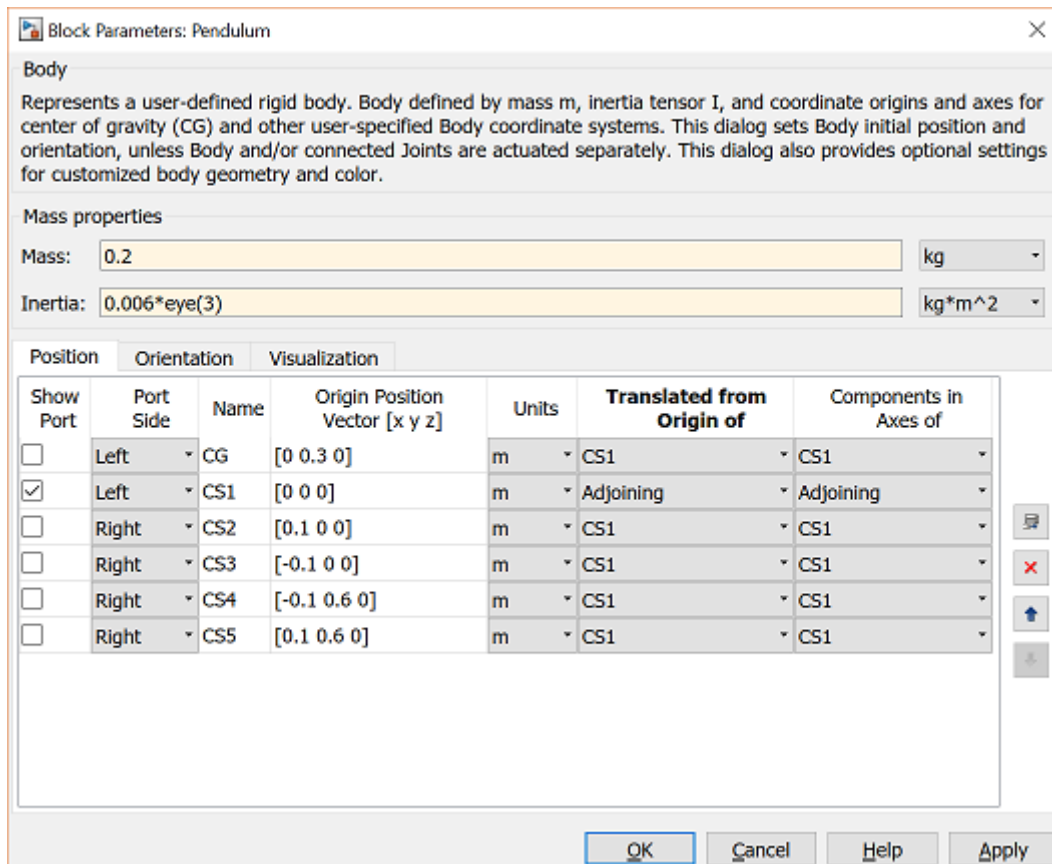 Block Parameters: Pendulum
Body
Represents a user-defined rigid body. Body defined by mass m, inertia tensor I, and coordinate origins and axes for
center of gravity (CG) and other user-specified Body coordinate systems. This dialog sets Body initial position and
orientation, unless Body and/or connected Joints are actuated separately. This dialog also provides optional settings
for customized body geometry and color.
Mass properties
Mass: 0.2 kg
Inertia: 0.006*eye(3) kg*m^2
Position Orientation Visualization
Show Port Port Side Name Origin Position Vector [x y z] Units Translated from Origin of Components in Axes of
Left CG [0 0.3 0] m CS1 CS1
Left CS1 [0 0 0] m Adjoining Adjoining
Right CS2 [0.1 0 0] m CS1 CS1
Right CS3 [-0.1 0 0] m CS1 CS1
Right CS4 [-0.1 0.6 0] m CS1 CS1
Right CS5 [0.1 0.6 0] m CS1 CS1
OK Cancel Help Apply